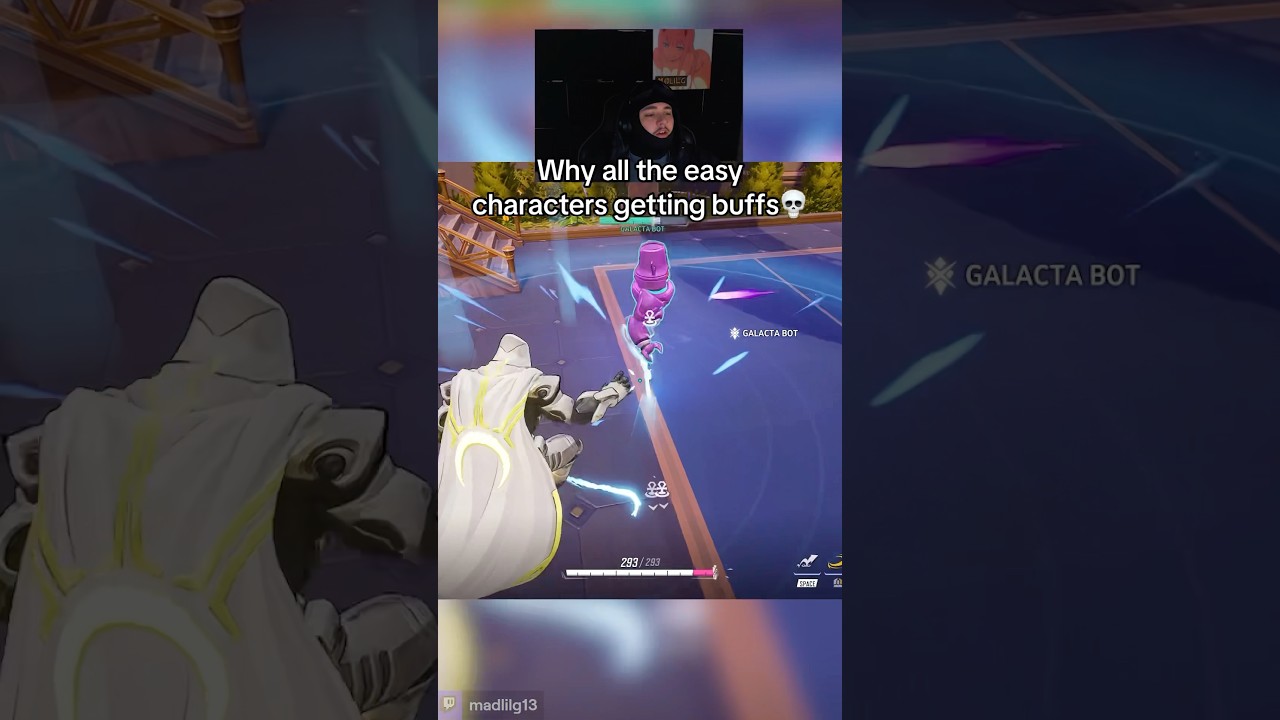 Why all the easy
characters getting buffs💀
GALACTA BOT
GALACTA BOT
GALACTA BOT
293/293
SPACE
madlilg13